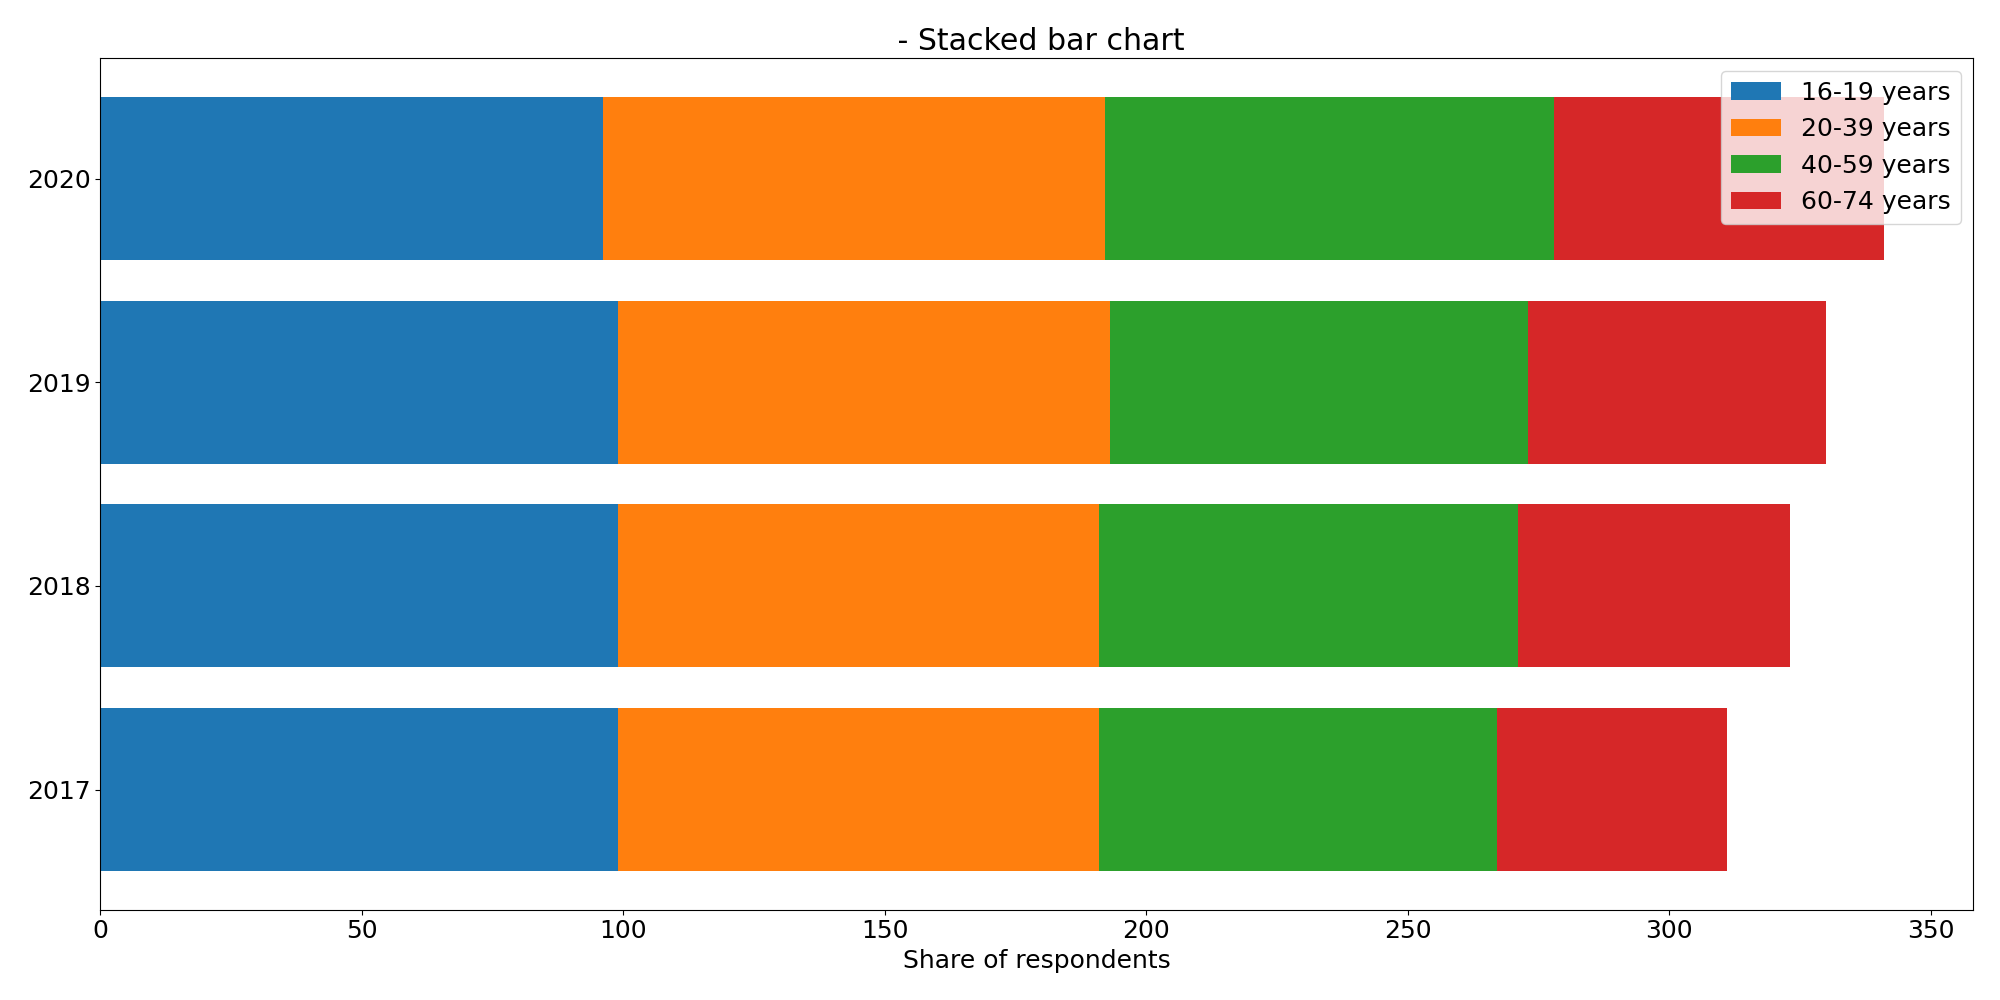 - Stacked bar chart
16-19 years
20-39 years
40-59 years
60-74 years
2020
2019
2018
2017
0 50 100 150 200 250 300 350
Share of respondents